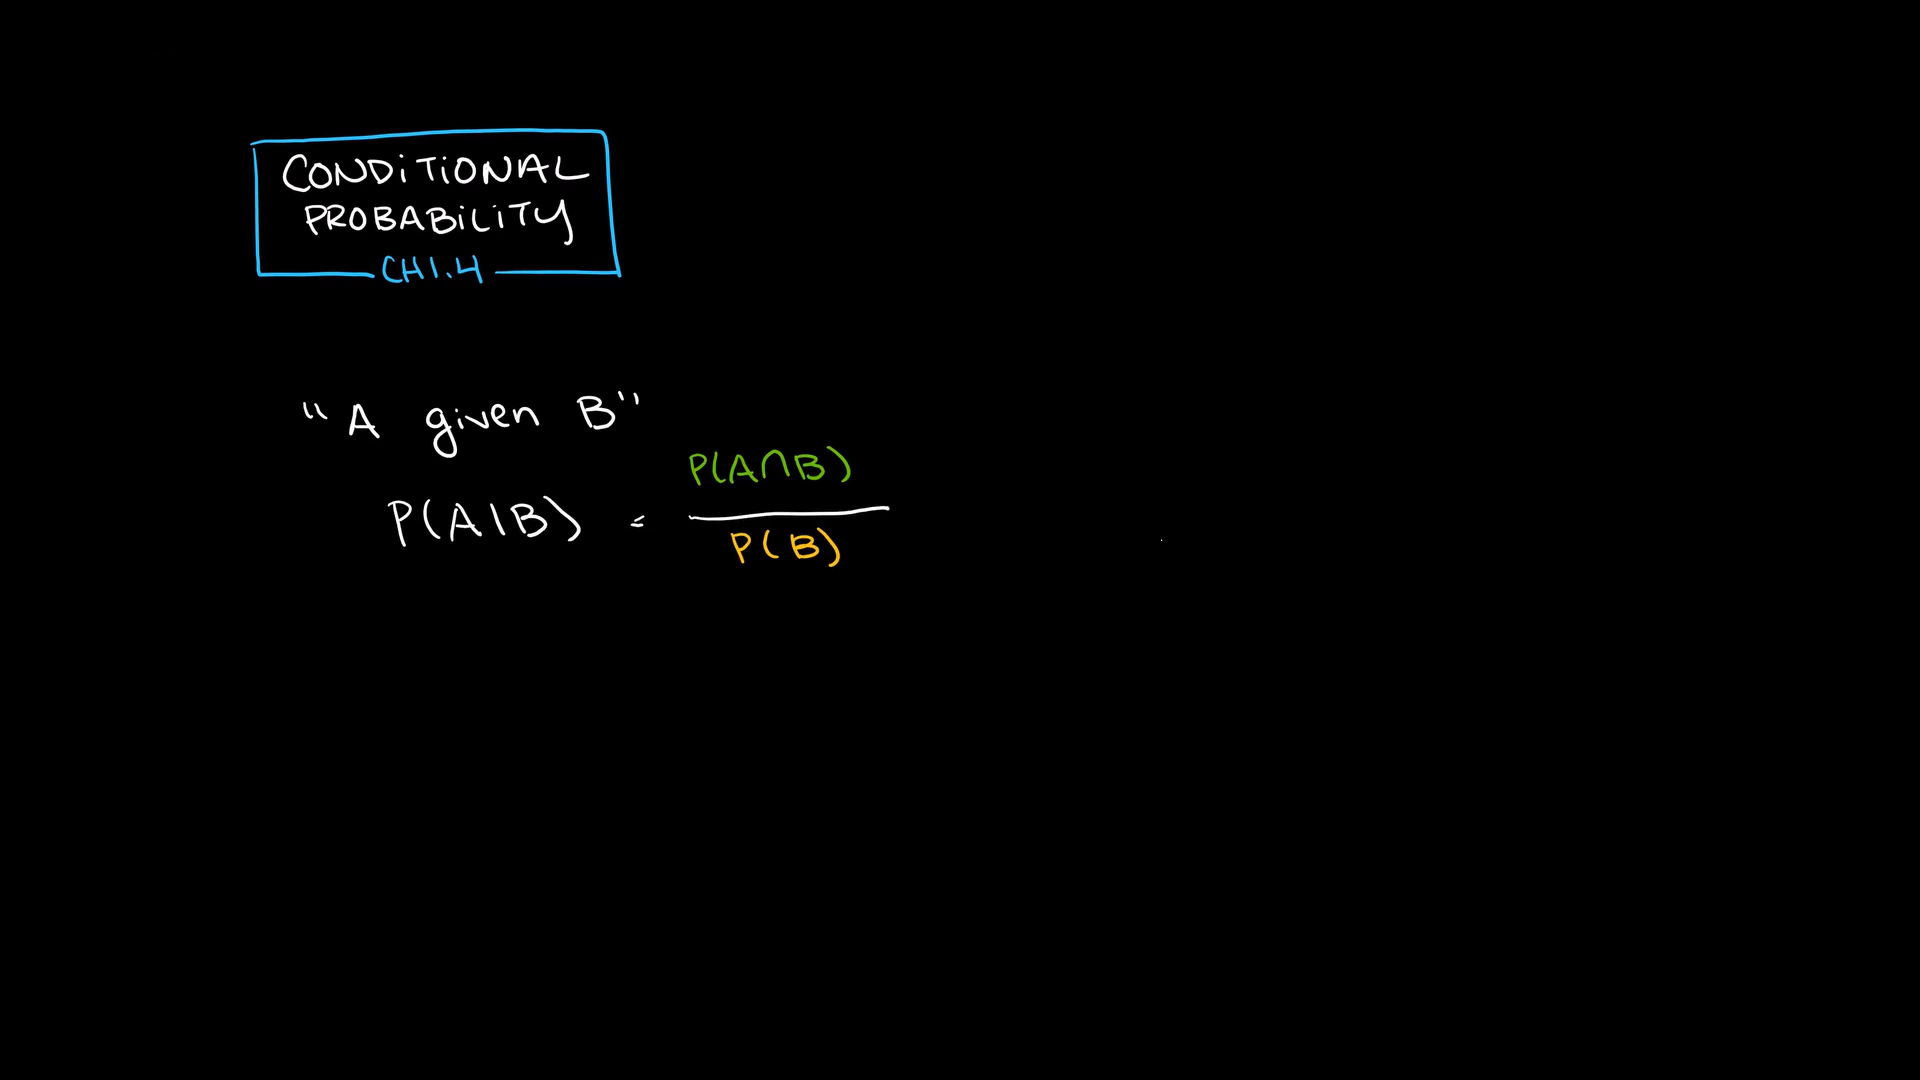 CONDiTiONAL
PROBABiLiTY
CH1.4
"A given B"
P(A∩B)
P(A|B) =
P(B)